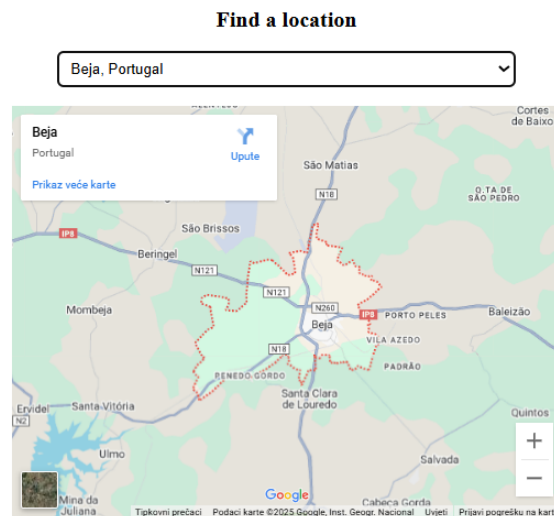 Find a location
Beja, Portugal
Beja
Portugal
Upute
Prikaz veće karte
Cortes
de Baixo
São Matias
N18
Q.TA DE
SÃO PEDRO
São Brissos
IP8
Beringel
N121
N121
Mombeja
N260
IP8
PORTO PELES
Baleizão
Beja
VILA AZEDO
N18
PADRÃO
PENEDO GORDO
Santa Clara
de Louredo
Ervidel
Santa-Vitória
N2
Quintos
Ulmo
Salvada
Mina da
Juliana
Google
Cabeça Gorda
Tipkovni prečaci
Podaci karte ©2025 Google, Inst. Geogr. Nacional
Uvjeti
Prijavi pogrešku na kart